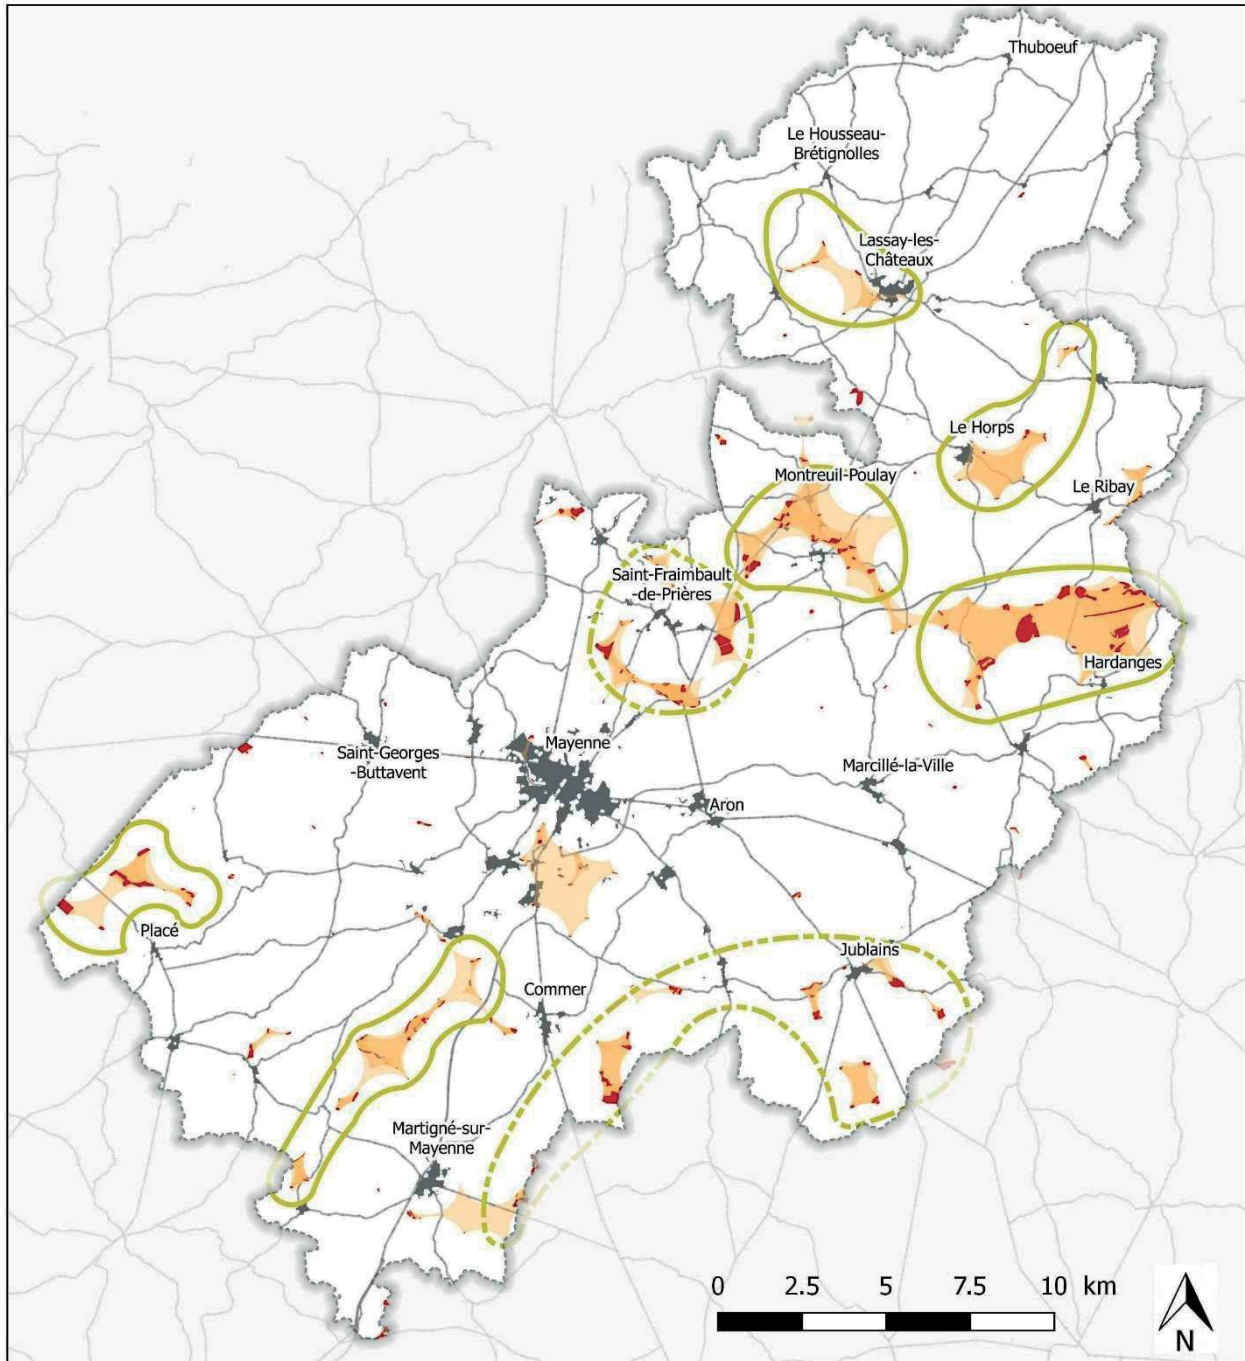 Thuboeuf
Le Housseau-
Brétignolles
Lassay-les-
Châteaux
Le Horps
Montreuil-Poulay
Le Ribay
Saint-Fraimbault
-de-Prières
Hardanges
Mayenne
Saint-Georges
-Buttavent
Marcillé-la-Ville
Aron
Placé
Jublains
Commer
Martigné-sur-
Mayenne
0 2.5 5 7.5 10 km
N